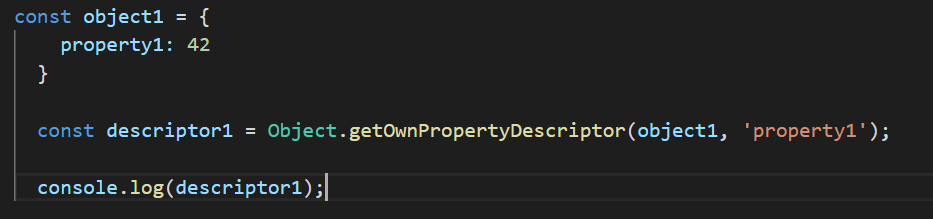 const object1 = {
property1: 42
}
const descriptor1 = Object.getOwnPropertyDescriptor(object1, 'property1');
console.log(descriptor1);